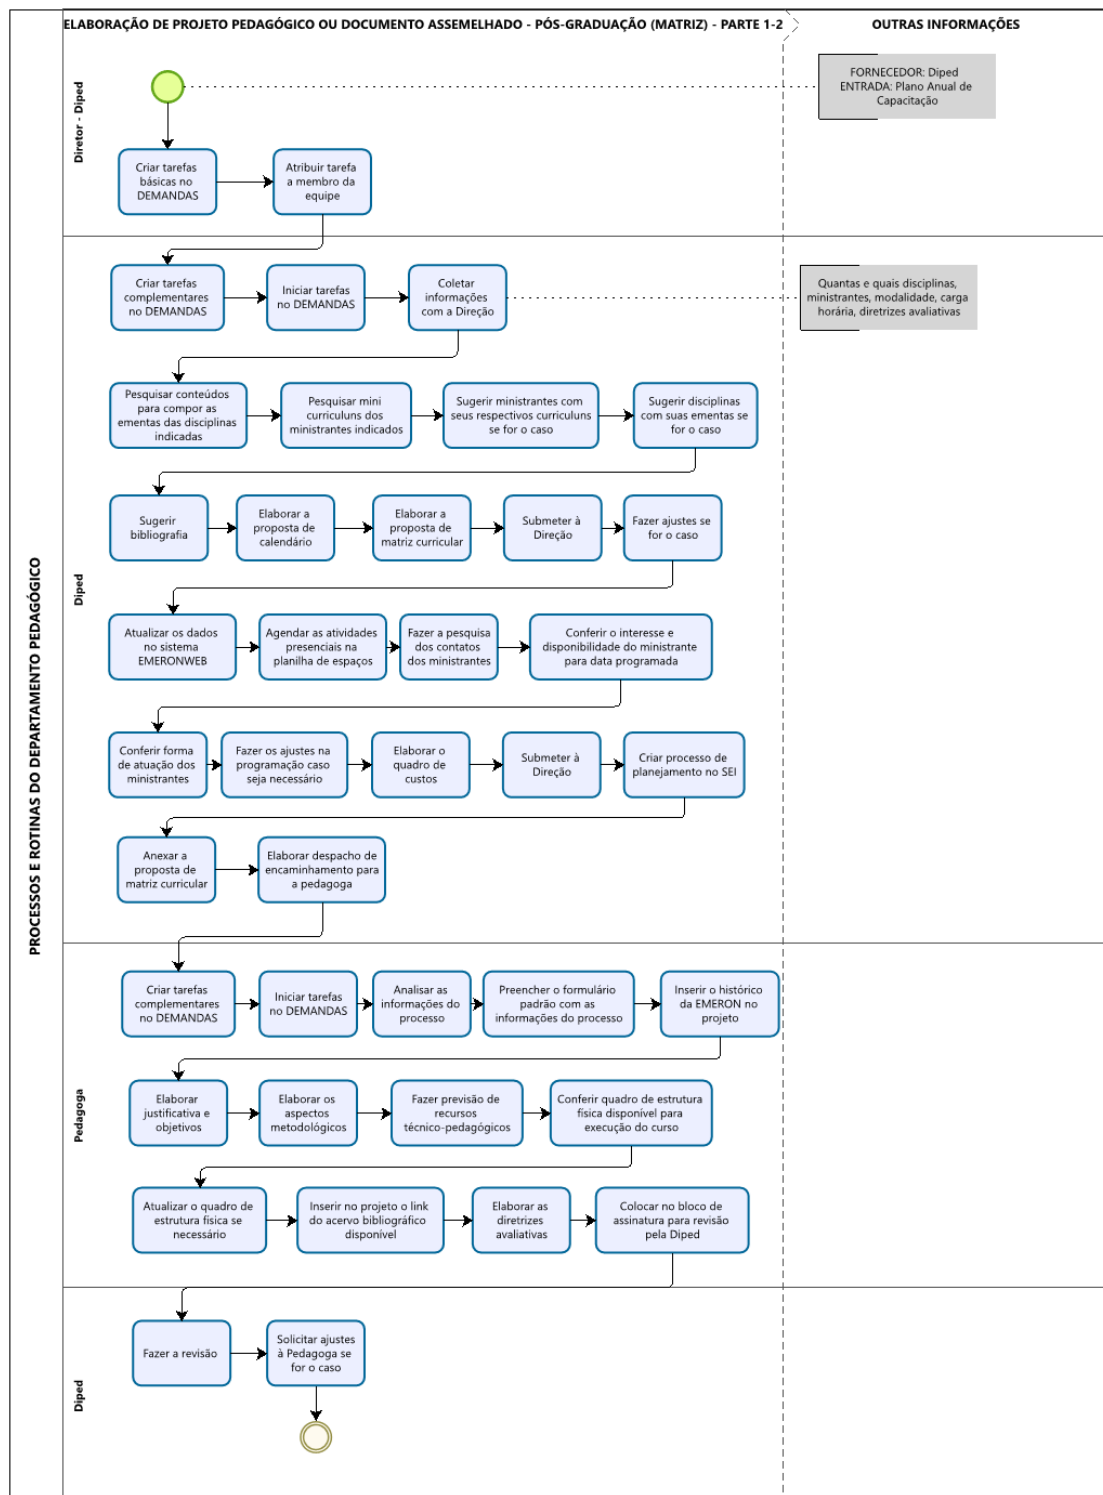 ELABORAÇÃO DE PROJETO PEDAGÓGICO OU DOCUMENTO ASSEMELHADO - PÓS-GRADUAÇÃO (MATRIZ) - PARTE 1-2
OUTRAS INFORMAÇÕES
PROCESSOS E ROTINAS DO DEPARTAMENTO PEDAGÓGICO
Diretor - Diped
FORNECEDOR: Diped
ENTRADA: Plano Anual de
Capacitação
Criar tarefas
básicas no
DEMANDAS
Atribuir tarefa
a membro da
equipe
Diped
Criar tarefas
complementares
no DEMANDAS
Iniciar tarefas
no DEMANDAS
Coletar
informações
com a Direção
Quantas e quais disciplinas,
ministrantes, modalidade, carga
horária, diretrizes avaliativas
Pesquisar conteúdos
para compor as
ementas das disciplinas
indicadas
Pesquisar mini
curriculuns dos
ministrantes indicados
Sugerir ministrantes com
seus respectivos curriculuns
se for o caso
Sugerir disciplinas
com suas ementas se
for o caso
Sugerir
bibliografia
Elaborar a
proposta de
calendário
Elaborar a
proposta de
matriz curricular
Submeter à
Direção
Fazer ajustes se
for o caso
Atualizar os dados
no sistema
EMERONWEB
Agendar as atividades
presenciais na
planilha de espaços
Fazer a pesquisa
dos contatos
dos ministrantes
Conferir o interesse e
disponibilidade do ministrante
para data programada
Conferir forma
de atuação dos
ministrantes
Fazer os ajustes na
programação caso
seja necessário
Elaborar o
quadro de
custos
Submeter à
Direção
Criar processo de
planejamento no SEI
Anexar a
proposta de
matriz curricular
Elaborar despacho de
encaminhamento para
a pedagoga
Pedagoga
Criar tarefas
complementares
no DEMANDAS
Iniciar tarefas
no DEMANDAS
Analisar as
informações do
processo
Preencher o formulário
padrão com as
informações do processo
Inserir o histórico
da EMERON no
projeto
Elaborar
justificativa e
objetivos
Elaborar os
aspectos
metodológicos
Fazer previsão de
recursos
técnico-pedagógicos
Conferir quadro de estrutura
física disponível para
execução do curso
Atualizar o quadro de
estrutura física se
necessário
Inserir no projeto o link
do acervo bibliográfico
disponível
Elaborar as
diretrizes
avaliativas
Colocar no bloco de
assinatura para revisão
pela Diped
Diped
Fazer a revisão
Solicitar ajustes
à Pedagoga se
for o caso